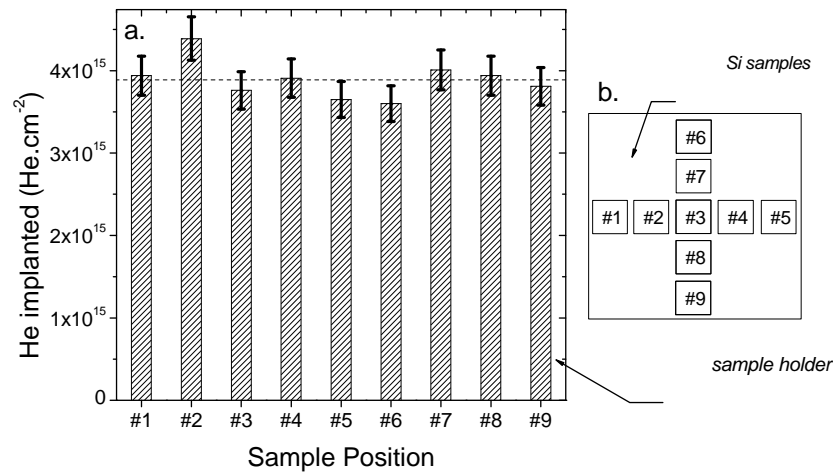 a.
He implanted (He.cm-2)
4x10^15
3x10^15
2x10^15
1x10^15
0
#1 #2 #3 #4 #5 #6 #7 #8 #9
Sample Position
Si samples
b.
#6
#7
#1 #2 #3 #4 #5
#8
#9
sample holder